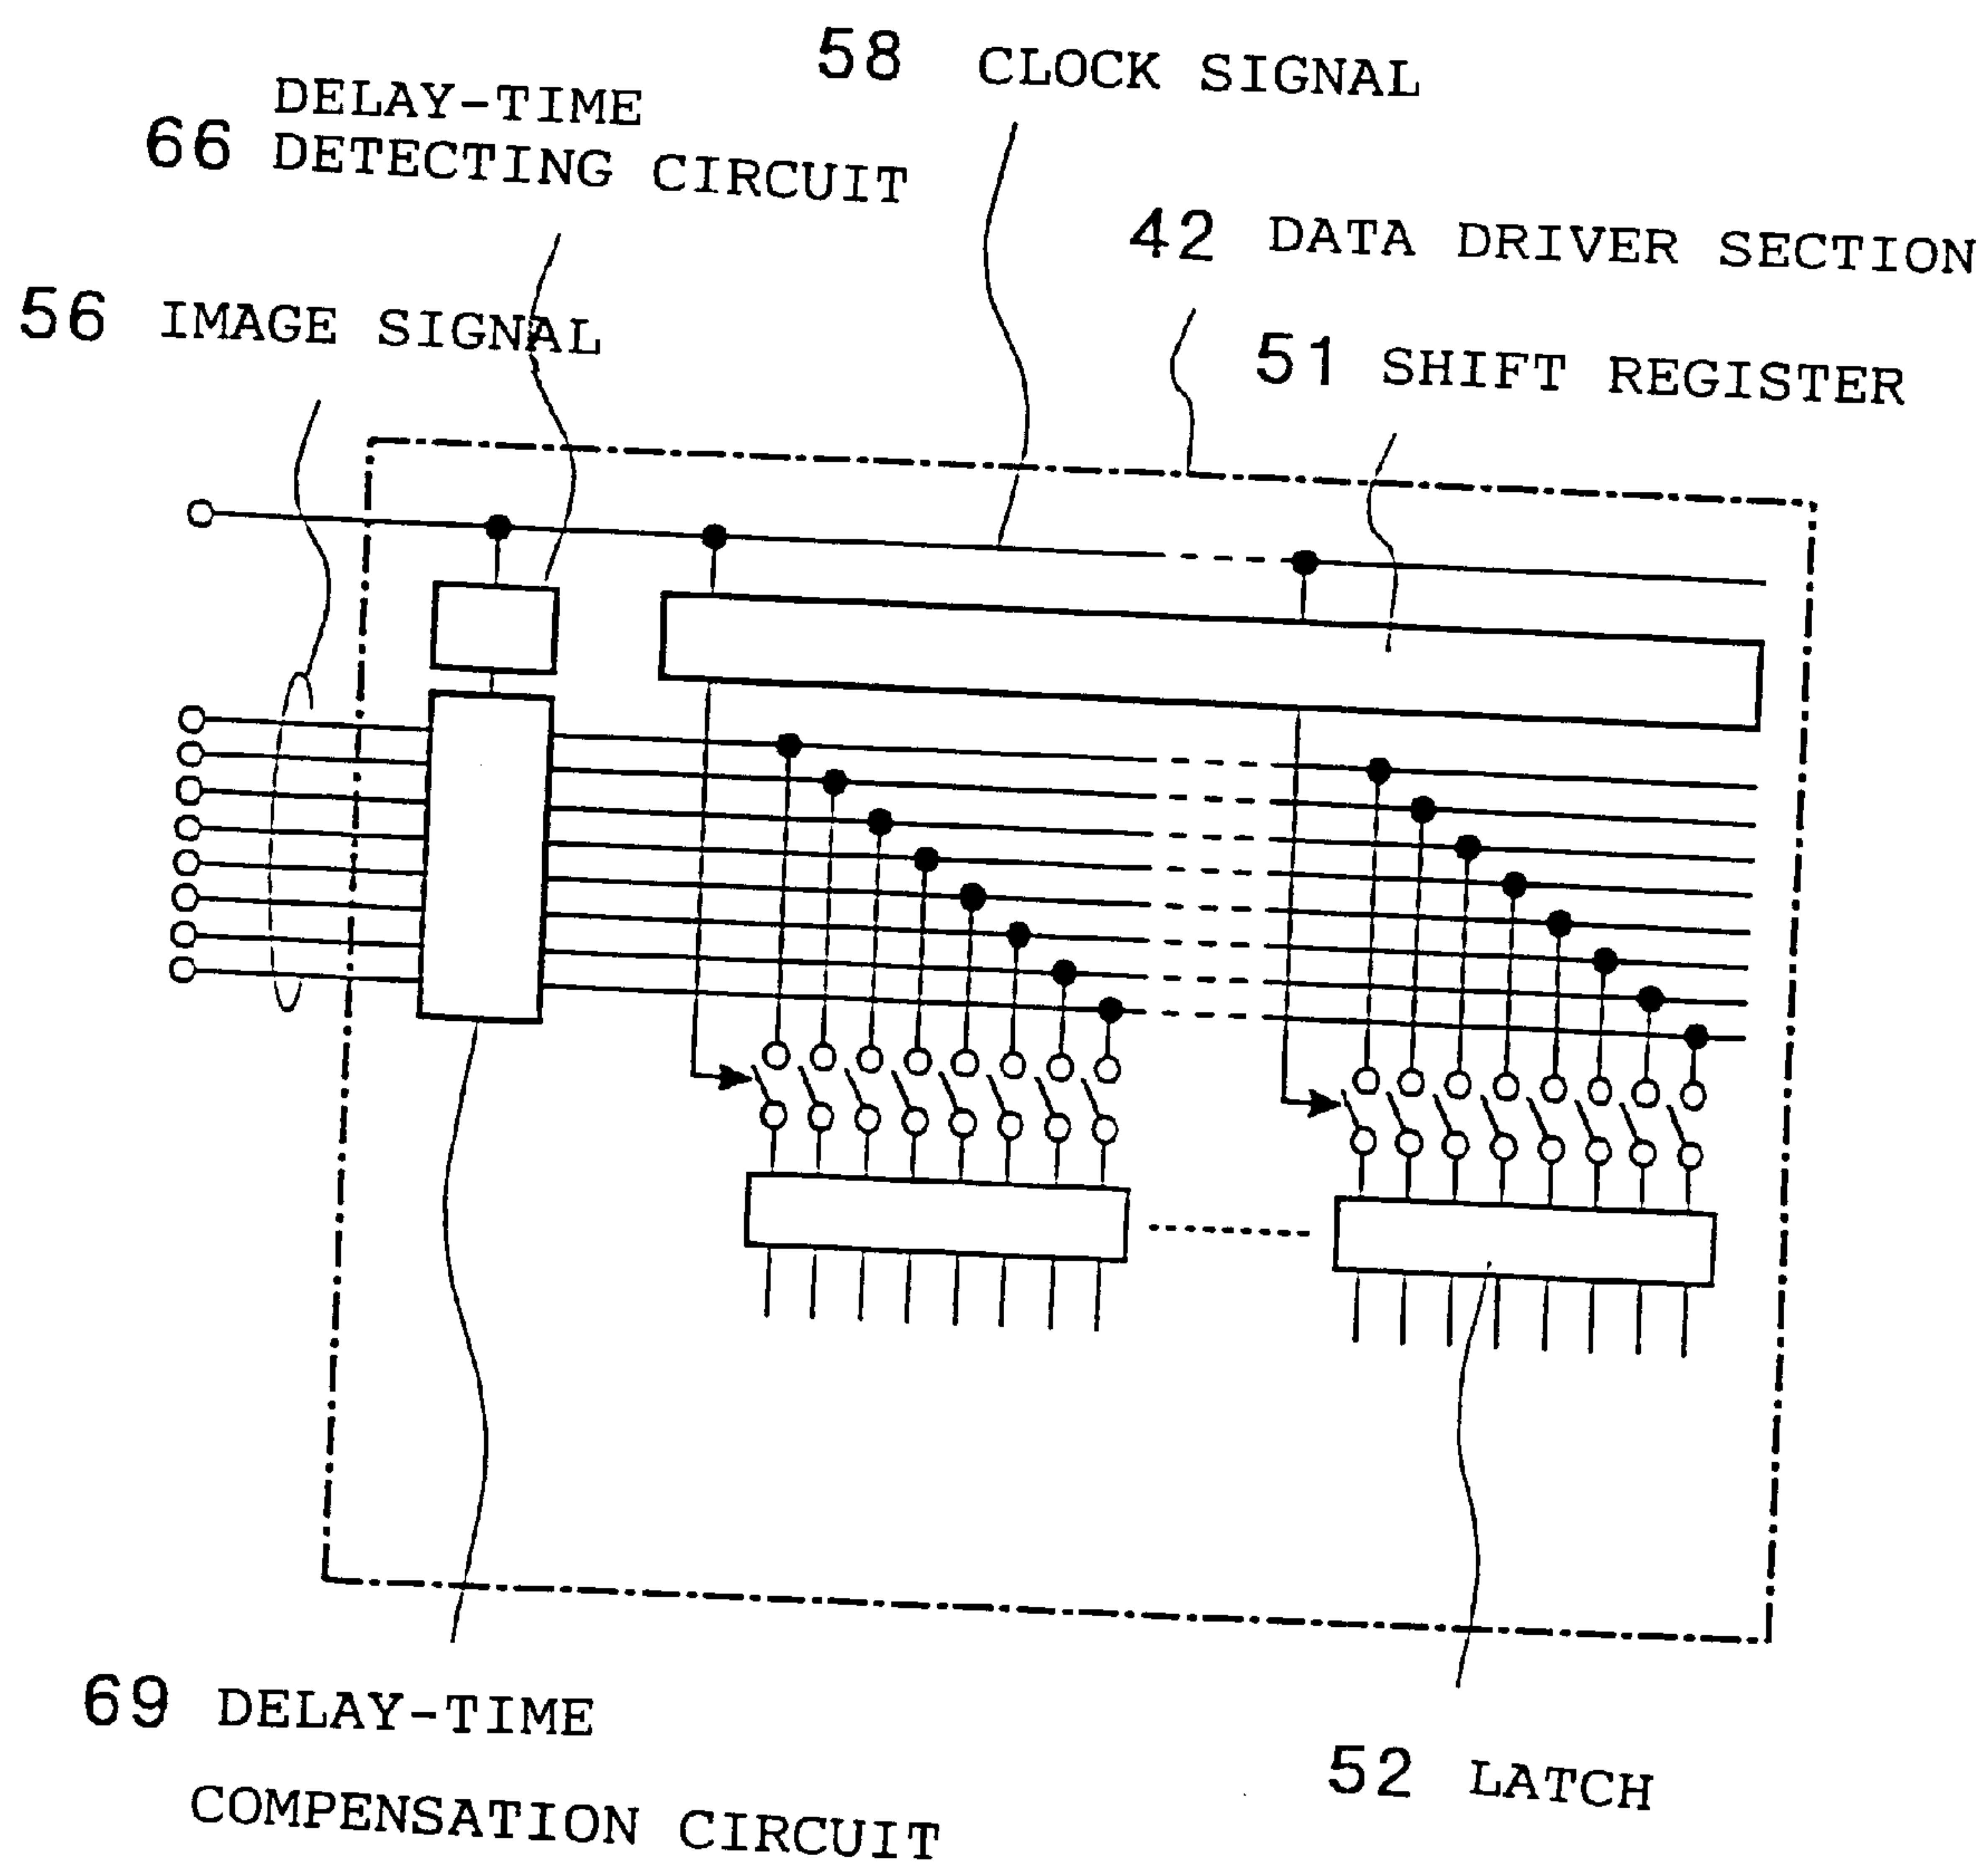 58 CLOCK SIGNAL
DELAY-TIME
66 DETECTING CIRCUIT
42 DATA DRIVER SECTION
56 IMAGE SIGNAL
51 SHIFT REGISTER
69 DELAY-TIME
COMPENSATION CIRCUIT
52 LATCH